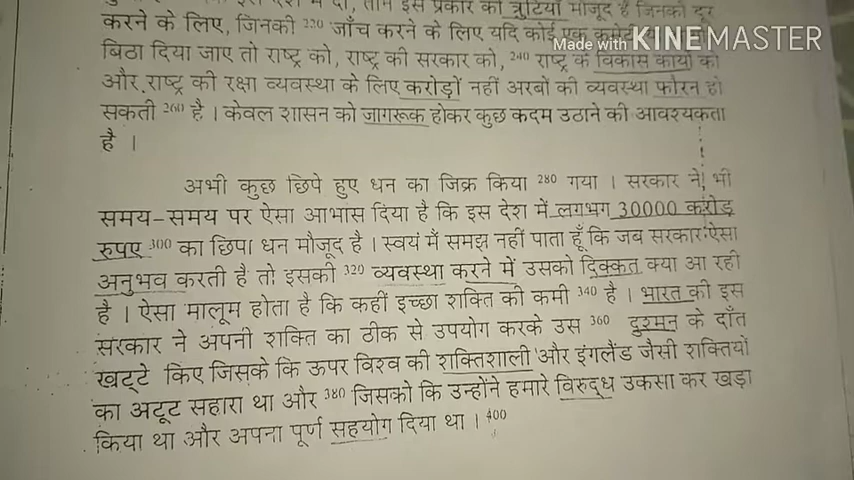 इस प्रकार की त्रुटियाँ मौजूद हैं जिनको दूर
करने के लिए, जिनकी 220 जाँच करने के लिए यदि कोई एक कमेटी
Made with KINEMASTER
बिठा दिया जाए तो राष्ट्र को, राष्ट्र की सरकार को, 240 राष्ट्र के विकास कार्यों को
और राष्ट्र की रक्षा व्यवस्था के लिए करोड़ों नहीं अरबों की व्यवस्था फौरन हो
सकती 260 है । केवल शासन को जागरूक होकर कुछ कदम उठाने की आवश्यकता
है ।
अभी कुछ छिपे हुए धन का जिक्र किया 280 गया । सरकार ने भी
समय-समय पर ऐसा आभास दिया है कि इस देश में लगभग 30000 करोड़
रुपए 300 का छिपा धन मौजूद है । स्वयं मैं समझ नहीं पाता हूँ कि जब सरकार ऐसा
अनुभव करती है तो इसकी 320 व्यवस्था करने में उसको दिक्कत क्या आ रही
है । ऐसा मालूम होता है कि कहीं इच्छा शक्ति की कमी 340 है । भारत की इस
सरकार ने अपनी शक्ति का ठीक से उपयोग करके उस 360 दुश्मन के दाँत
खट्टे किए जिसके कि ऊपर विश्व की शक्तिशाली और इंगलैंड जैसी शक्तियों
का अटूट सहारा था और 380 जिसको कि उन्होंने हमारे विरुद्ध उकसा कर खड़ा
किया था और अपना पूर्ण सहयोग दिया था । 400